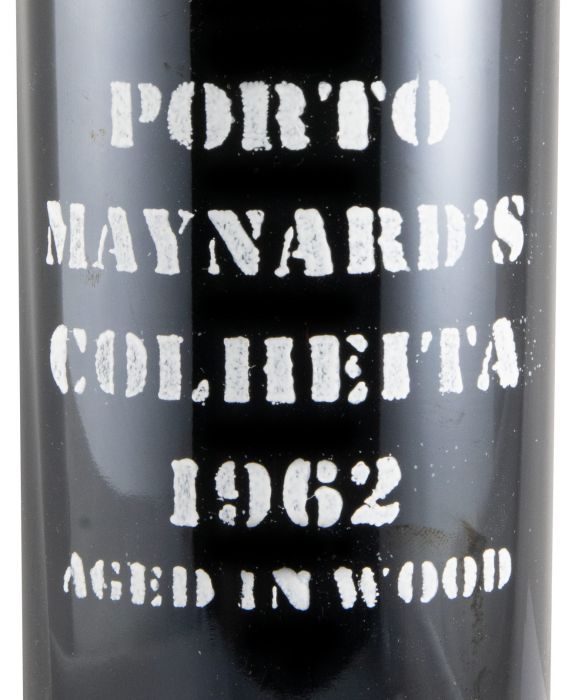 PORTO
MAYNARD'S
COLHEITA
1962
AGED IN WOOD